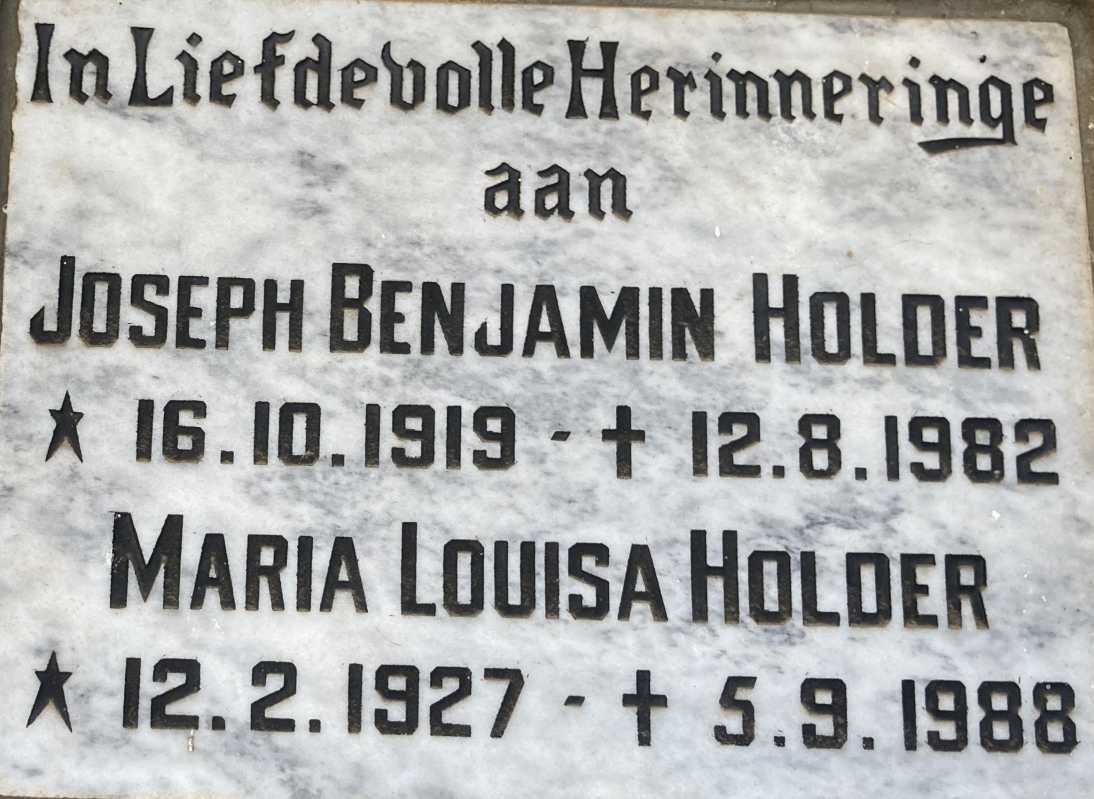 In Liefdevolle Herinnering
aan
JOSEPH BENJAMIN HOLDER
★ 16.10.1919 - ✝ 12.8.1982
MARIA LOUISA HOLDER
★ 12.2.1927 - ✝ 5.9.1988